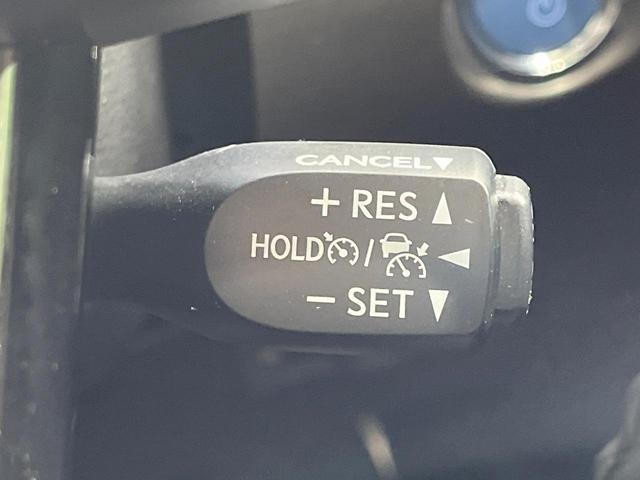 CANCEL▼
+ RES ▲
HOLD / ◀
− SET ▼